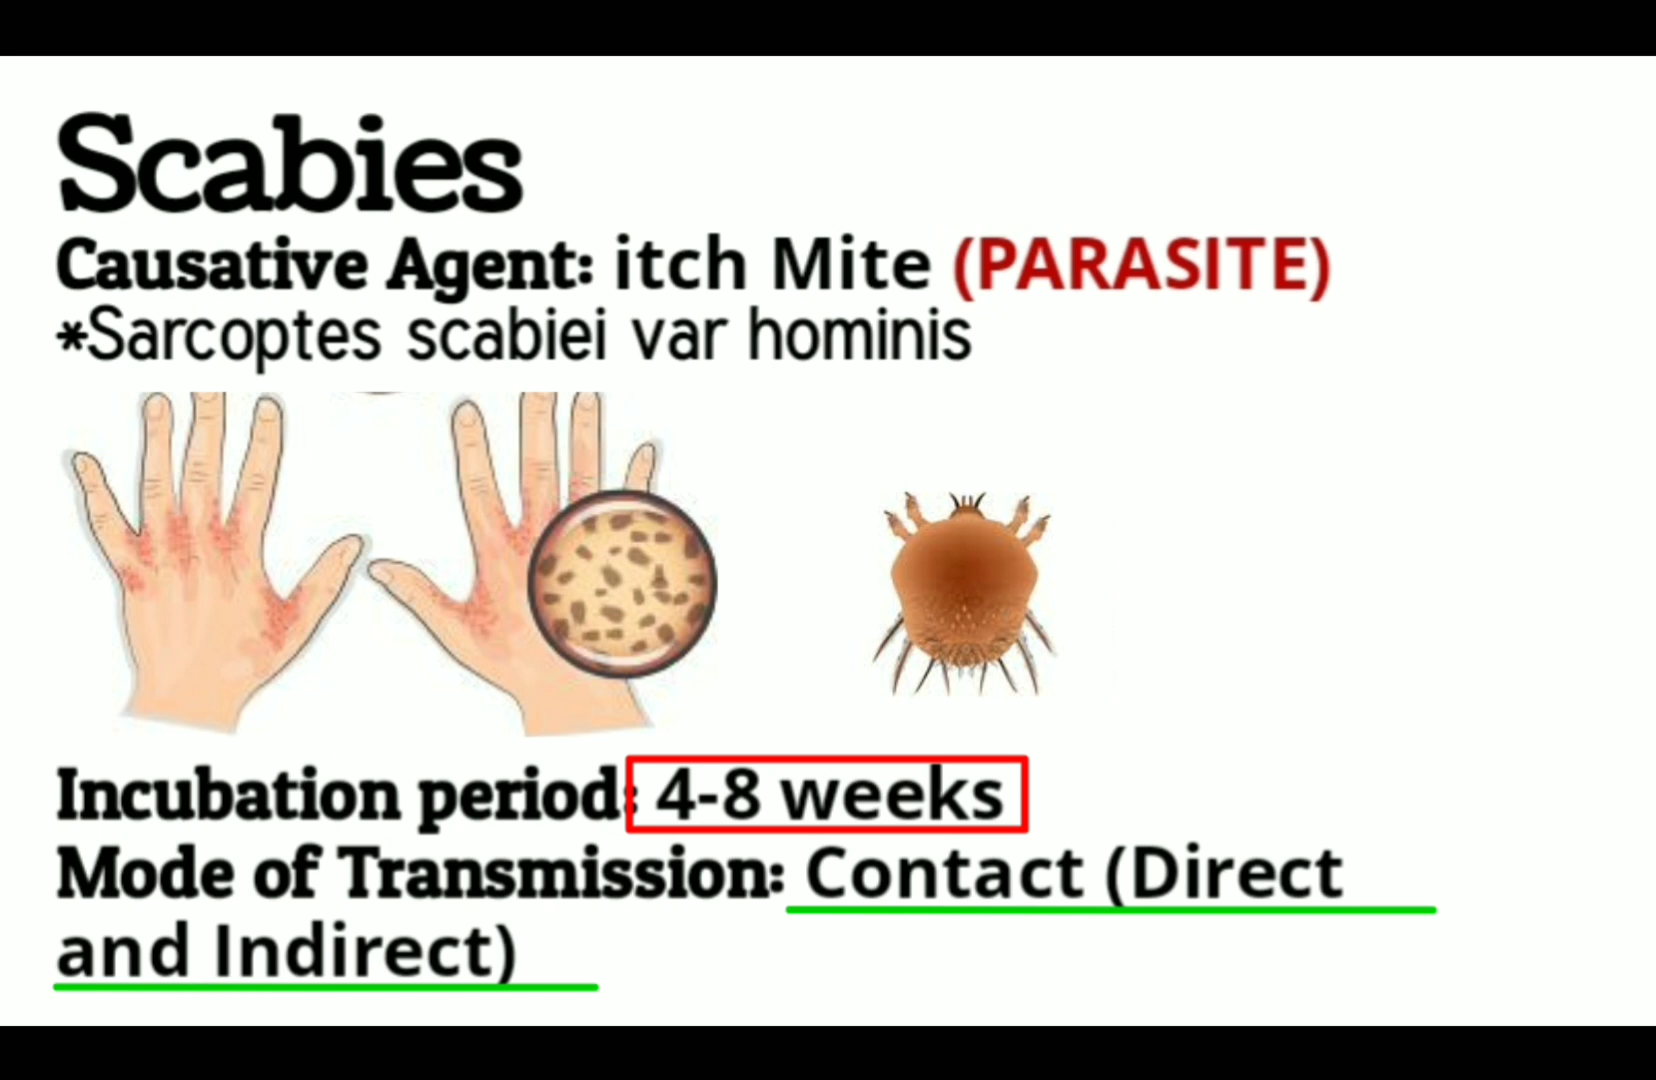 Scabies
Causative Agent: itch Mite (PARASITE)
*Sarcoptes scabiei var hominis
Incubation period: 4-8 weeks
Mode of Transmission: Contact (Direct
and Indirect)